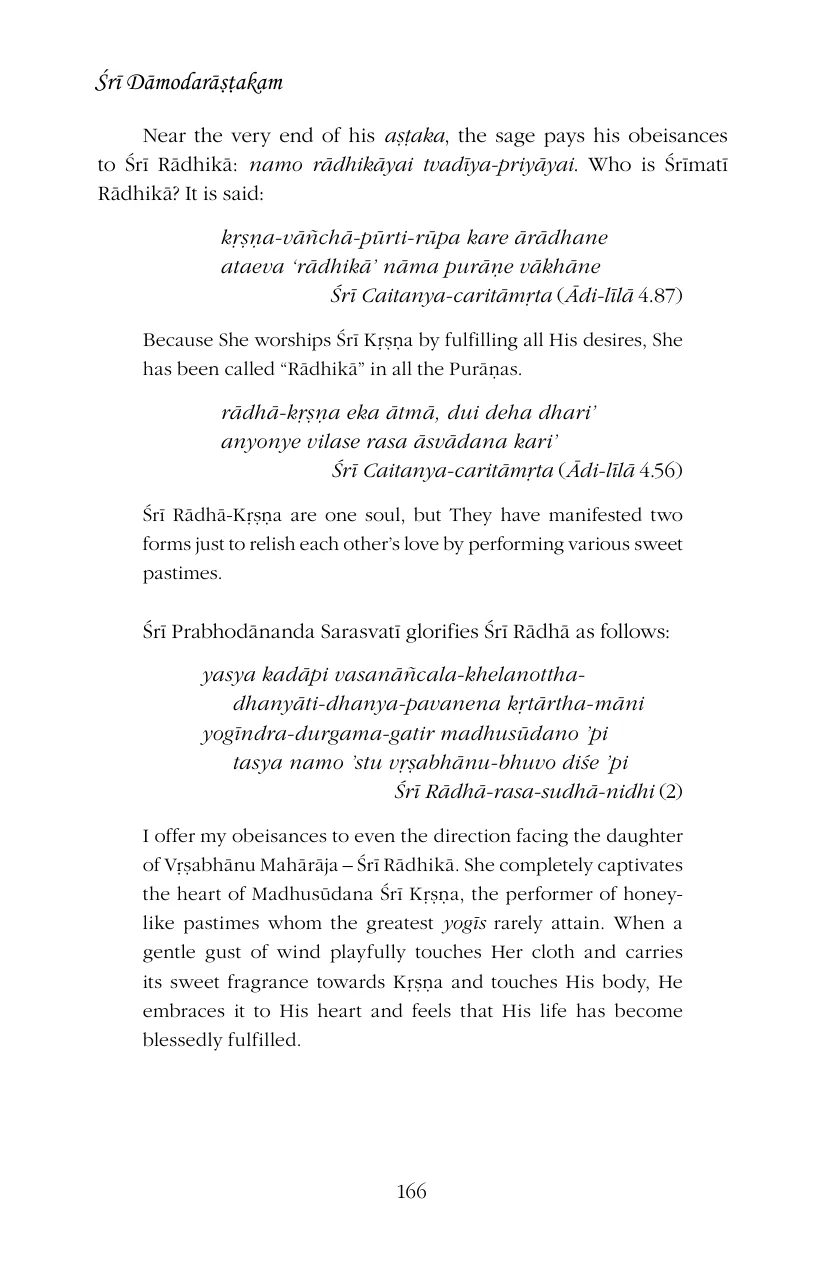 Śrī Dāmodarāṣṭakam
Near the very end of his aṣṭaka, the sage pays his obeisances
to Śrī Rādhikā: namo rādhikāyai tvadīya-priyāyai. Who is Śrīmatī
Rādhikā? It is said:
kṛṣṇa-vāñchā-pūrti-rūpa kare ārādhane
ataeva ‘rādhikā’ nāma purāṇe vākhāne
Śrī Caitanya-caritāmṛta (Ādi-līlā 4.87)
Because She worships Śrī Kṛṣṇa by fulfilling all His desires, She
has been called “Rādhikā” in all the Purāṇas.
rādhā-kṛṣṇa eka ātmā, dui deha dhari’
anyonye vilase rasa āsvādana kari’
Śrī Caitanya-caritāmṛta (Ādi-līlā 4.56)
Śrī Rādhā-Kṛṣṇa are one soul, but They have manifested two
forms just to relish each other’s love by performing various sweet
pastimes.
Śrī Prabhodānanda Sarasvatī glorifies Śrī Rādhā as follows:
yasya kadāpi vasanāñcala-khelanottha-
dhanyāti-dhanya-pavanena kṛtārtha-māni
yogīndra-durgama-gatir madhusūdano ’pi
tasya namo ’stu vṛṣabhānu-bhuvo diśe ’pi
Śrī Rādhā-rasa-sudhā-nidhi (2)
I offer my obeisances to even the direction facing the daughter
of Vṛṣabhānu Mahārāja – Śrī Rādhikā. She completely captivates
the heart of Madhusūdana Śrī Kṛṣṇa, the performer of honey-
like pastimes whom the greatest yogīs rarely attain. When a
gentle gust of wind playfully touches Her cloth and carries
its sweet fragrance towards Kṛṣṇa and touches His body, He
embraces it to His heart and feels that His life has become
blessedly fulfilled.
166